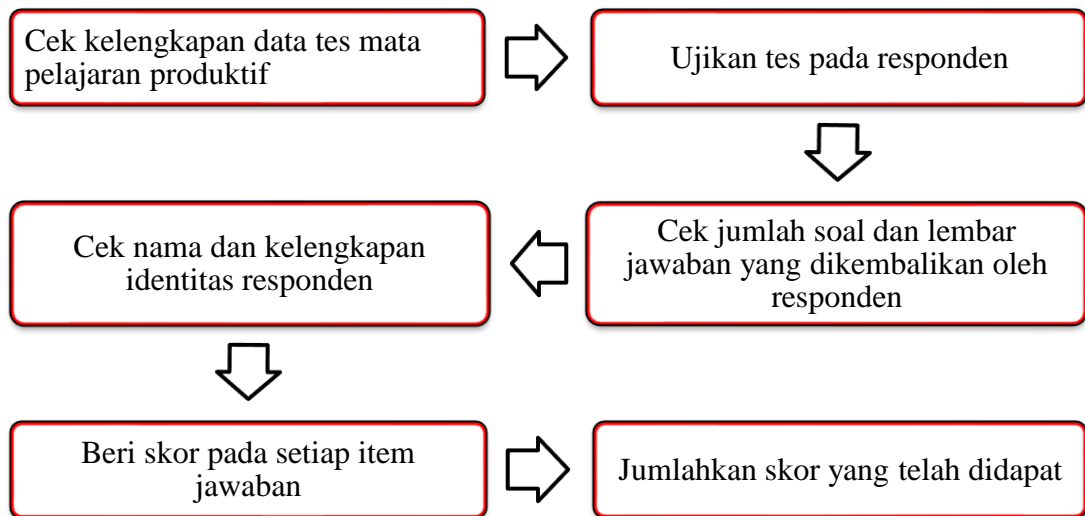 Cek kelengkapan data tes mata
pelajaran produktif
Ujikan tes pada responden
Cek jumlah soal dan lembar
jawaban yang dikembalikan oleh
responden
Cek nama dan kelengkapan
identitas responden
Beri skor pada setiap item
jawaban
Jumlahkan skor yang telah didapat